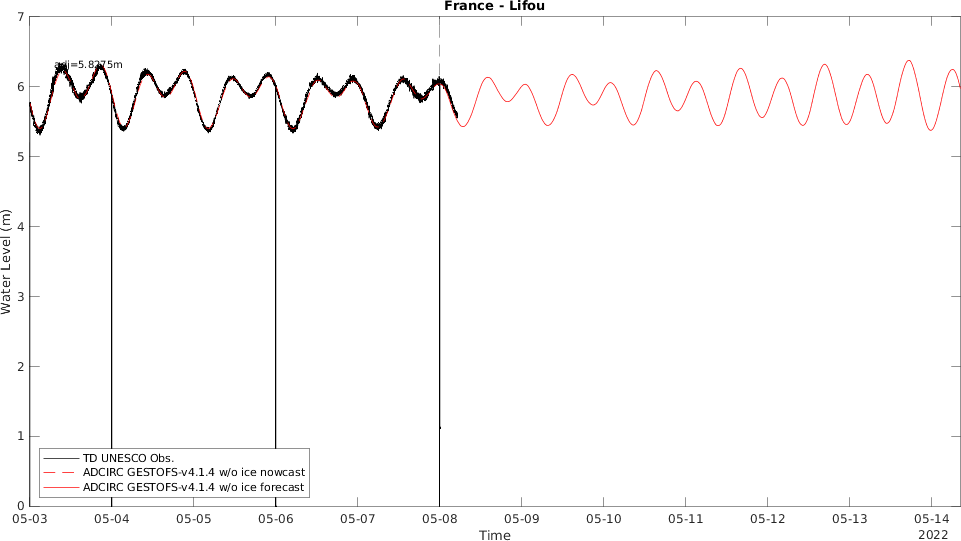 France - Lifou
adj=5.8275m
7
6
5
4
3
2
1
0
Water Level (m)
TD UNESCO Obs.
ADCIRC GESTOFS-v4.1.4 w/o ice nowcast
ADCIRC GESTOFS-v4.1.4 w/o ice forecast
05-03 05-04 05-05 05-06 05-07 05-08 05-09 05-10 05-11 05-12 05-13 05-14
Time
2022